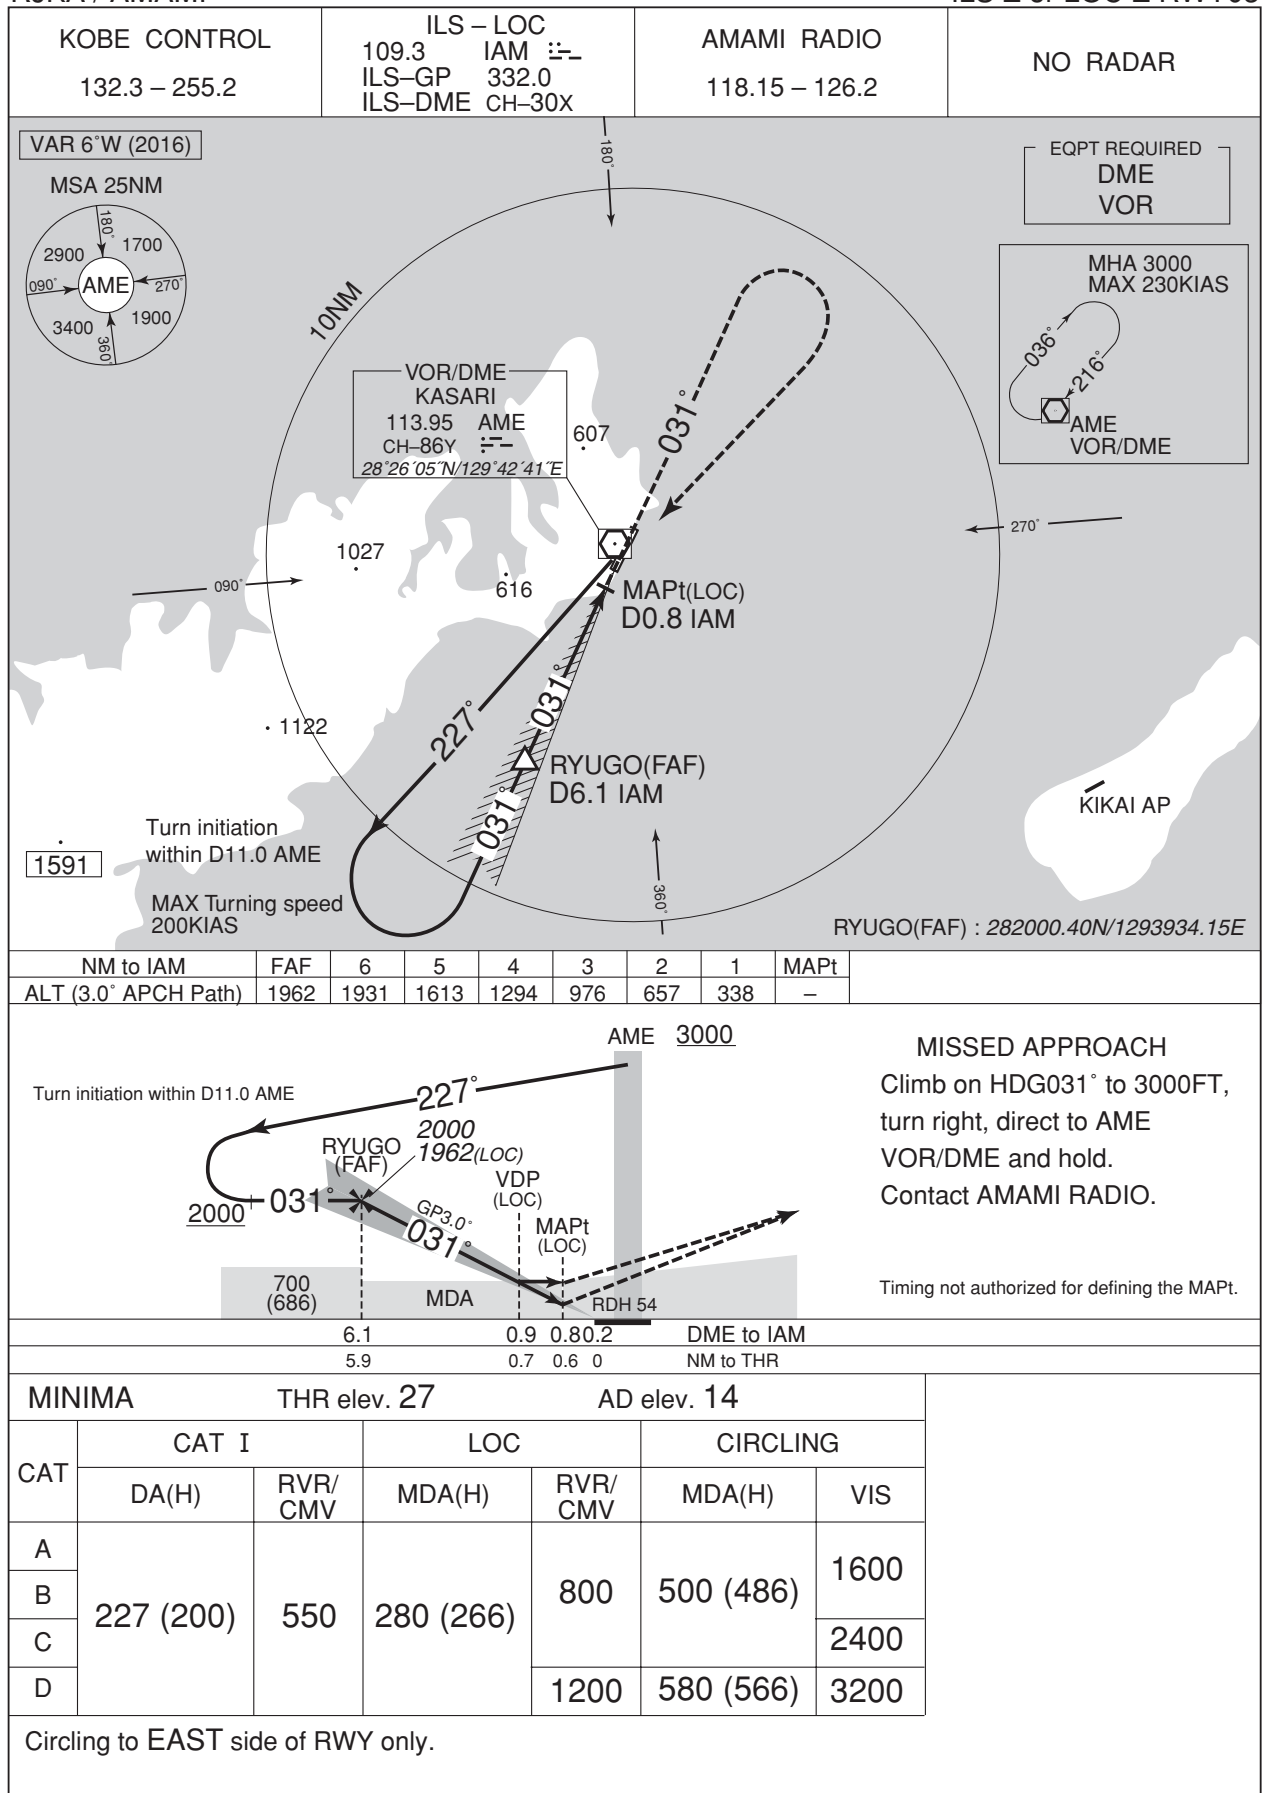 KOBE CONTROL
132.3 – 255.2
ILS – LOC
109.3 IAM
ILS–GP 332.0
ILS–DME CH–30X
AMAMI RADIO
118.15 – 126.2
NO RADAR
VAR 6°W (2016)
MSA 25NM
180°
2900
1700
090°
AME
270°
3400
1900
360°
180°
EQPT REQUIRED
DME
VOR
MHA 3000
MAX 230KIAS
036°
216°
AME
VOR/DME
10NM
VOR/DME
KASARI
113.95 AME
CH–86Y
28°26´05˝N/129°42´41˝E
607
031°
1027
616
090°
270°
MAPt(LOC)
D0.8 IAM
031°
227°
1122
RYUGO(FAF)
D6.1 IAM
031°
KIKAI AP
Turn initiation
within D11.0 AME
1591
MAX Turning speed
200KIAS
360°
RYUGO(FAF) : 282000.40N/1293934.15E
NM to IAM FAF 6 5 4 3 2 1 MAPt
ALT (3.0° APCH Path) 1962 1931 1613 1294 976 657 338 –
AME 3000
Turn initiation within D11.0 AME
227°
2000
1962(LOC)
RYUGO
(FAF)
VDP
(LOC)
2000
031°
GP3.0°
031°
MAPt
(LOC)
700
(686)
MDA
RDH 54
6.1 0.9 0.8 0.2 DME to IAM
5.9 0.7 0.6 0 NM to THR
MISSED APPROACH
Climb on HDG031° to 3000FT,
turn right, direct to AME
VOR/DME and hold.
Contact AMAMI RADIO.
Timing not authorized for defining the MAPt.
MINIMA THR elev. 27 AD elev. 14
CAT
CAT I LOC CIRCLING
DA(H) RVR/CMV MDA(H) RVR/CMV MDA(H) VIS
A
B
C
D
227 (200) 550 280 (266) 800 500 (486) 1600
2400
1200 580 (566) 3200
Circling to EAST side of RWY only.